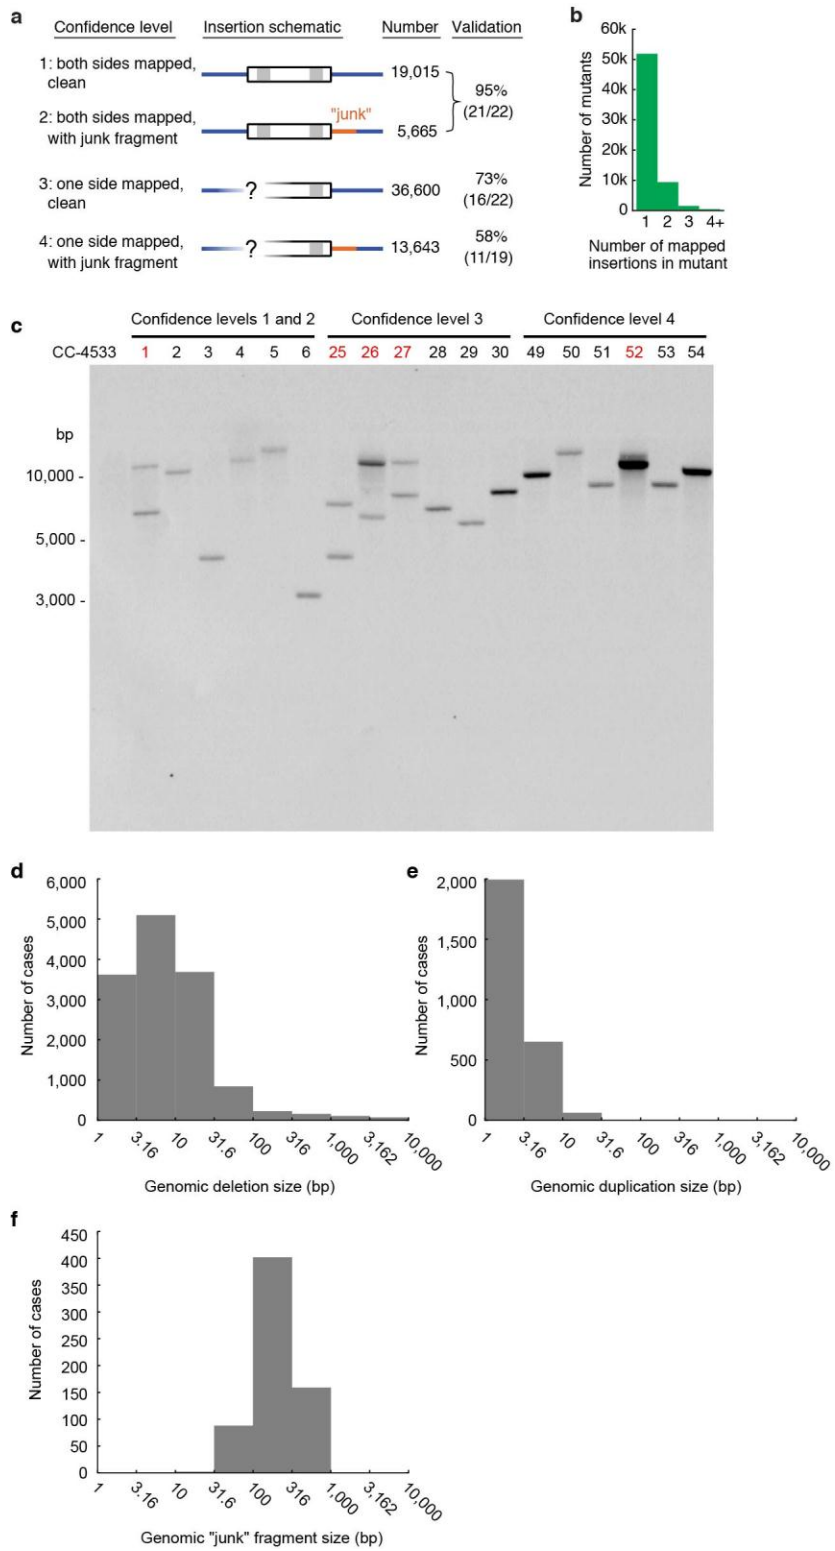 a
Confidence level Insertion schematic Number Validation
1: both sides mapped,
clean
19,015
2: both sides mapped,
with junk fragment
"junk"
5,665
95%
(21/22)
3: one side mapped,
clean
?
36,600
73%
(16/22)
4: one side mapped,
with junk fragment
?
13,643
58%
(11/19)
b
Number of mutants
60k
50k
40k
30k
20k
10k
0
1 2 3 4+
Number of mapped
insertions in mutant
c
Confidence levels 1 and 2 Confidence level 3 Confidence level 4
CC-4533 1 2 3 4 5 6 25 26 27 28 29 30 49 50 51 52 53 54
bp
10,000 -
5,000 -
3,000 -
d
Number of cases
6,000
5,000
4,000
3,000
2,000
1,000
0
1 3.16 10 31.6 100 316 1,000 3,162 10,000
Genomic deletion size (bp)
e
Number of cases
2,000
1,500
1,000
500
0
1 3.16 10 31.6 100 316 1,000 3,162 10,000
Genomic duplication size (bp)
f
Number of cases
450
400
350
300
250
200
150
100
50
0
1 3.16 10 31.6 100 316 1,000 3,162 10,000
Genomic "junk" fragment size (bp)